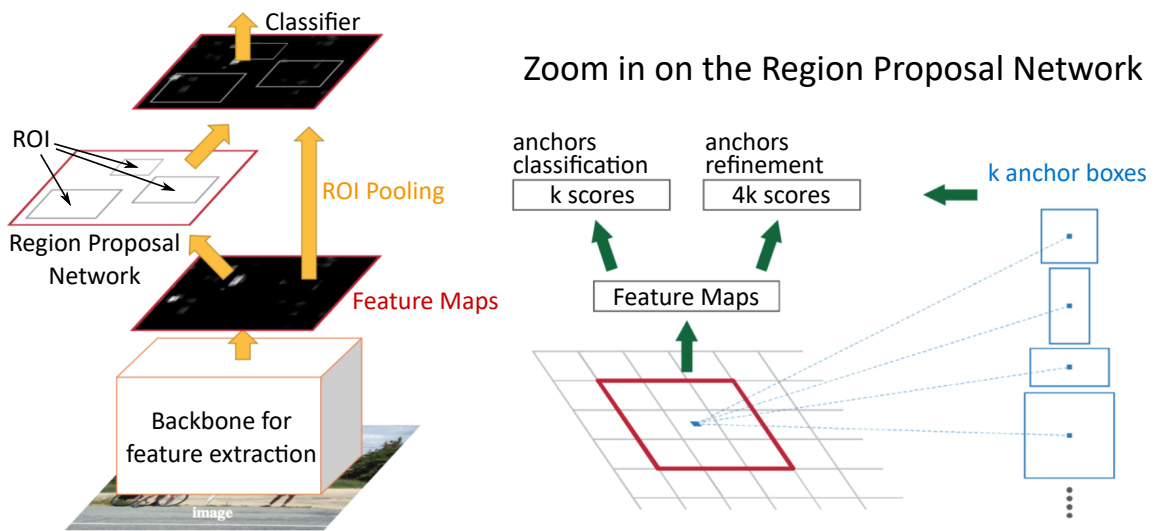 Classifier
ROI
ROI Pooling
Region Proposal
Network
Feature Maps
Backbone for
feature extraction
image
Zoom in on the Region Proposal Network
anchors
classification
k scores
anchors
refinement
4k scores
k anchor boxes
Feature Maps